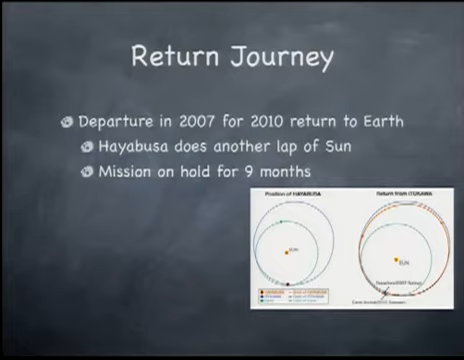 Return Journey
Departure in 2007 for 2010 return to Earth
Hayabusa does another lap of Sun
Mission on hold for 9 months
Position of HAYABUSA
Return from ITOKAWA
SUN
SUN